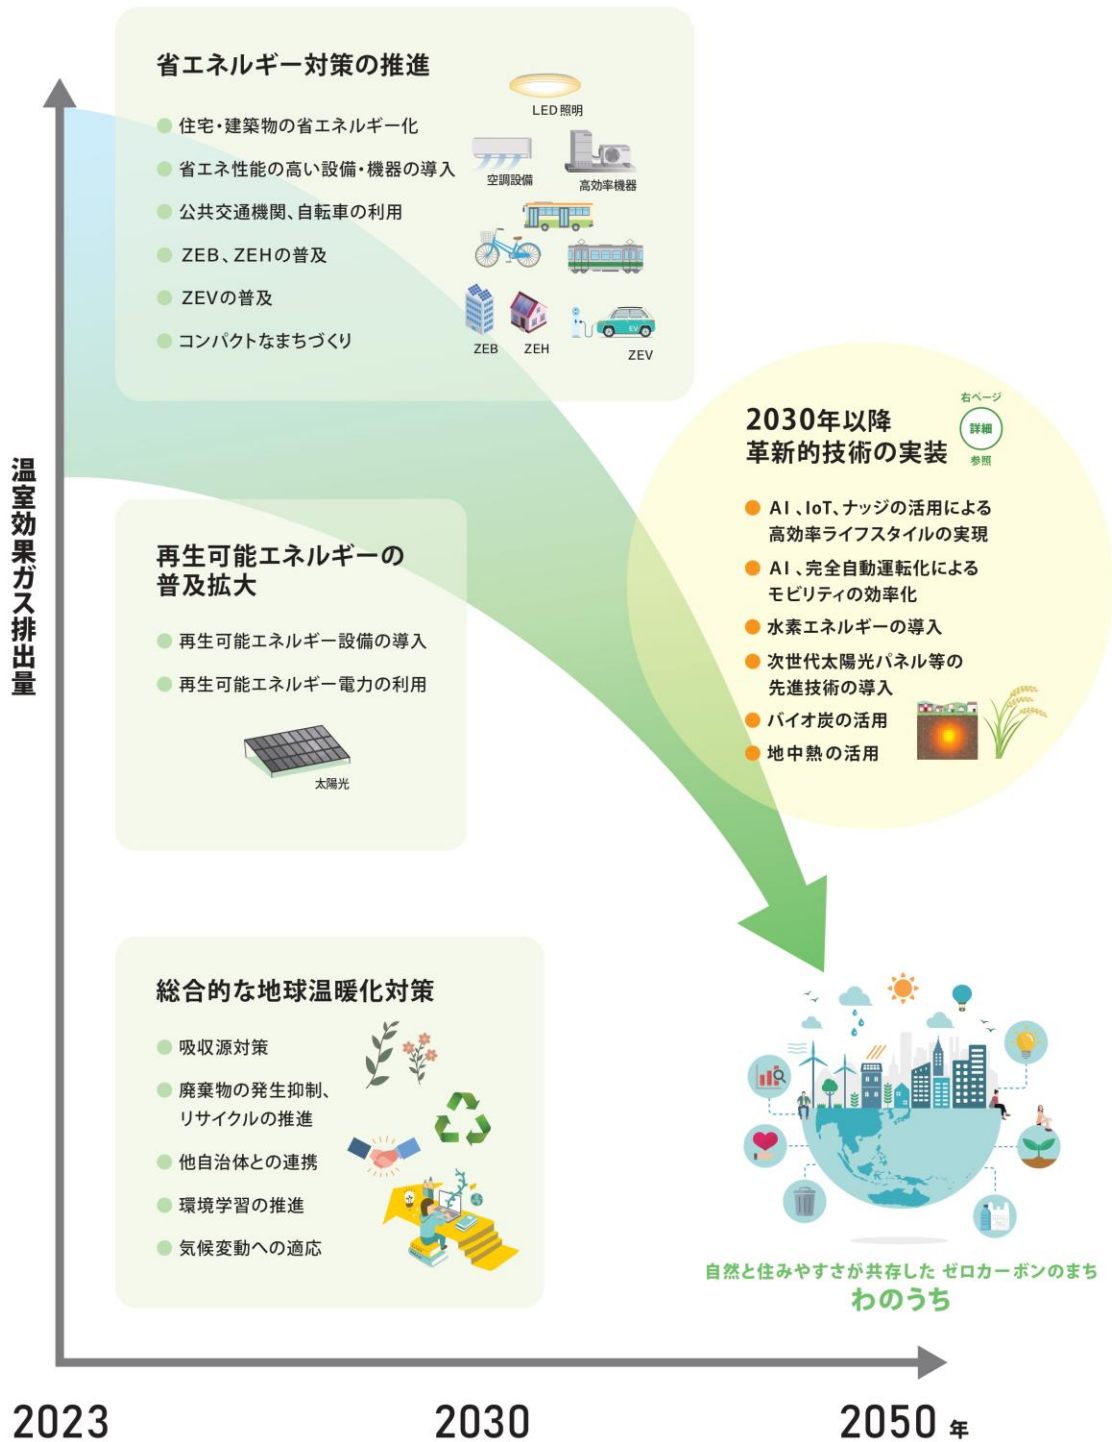 省エネルギー対策の推進
住宅・建築物の省エネルギー化
省エネ性能の高い設備・機器の導入
公共交通機関、自転車の利用
ZEB、ZEHの普及
ZEVの普及
コンパクトなまちづくり
LED照明
空調設備
高効率機器
ZEB
ZEH
EV
ZEV
2030年以降
革新的技術の実装
右ページ
詳細
参照
AI、IoT、ナッジの活用による
高効率ライフスタイルの実現
AI、完全自動運転化による
モビリティの効率化
水素エネルギーの導入
次世代太陽光パネル等の
先進技術の導入
バイオ炭の活用
地中熱の活用
温室効果ガス排出量
再生可能エネルギーの
普及拡大
再生可能エネルギー設備の導入
再生可能エネルギー電力の利用
太陽光
総合的な地球温暖化対策
吸収源対策
廃棄物の発生抑制、
リサイクルの推進
他自治体との連携
環境学習の推進
気候変動への適応
自然と住みやすさが共存した ゼロカーボンのまち
わのうち
2023
2030
2050 年